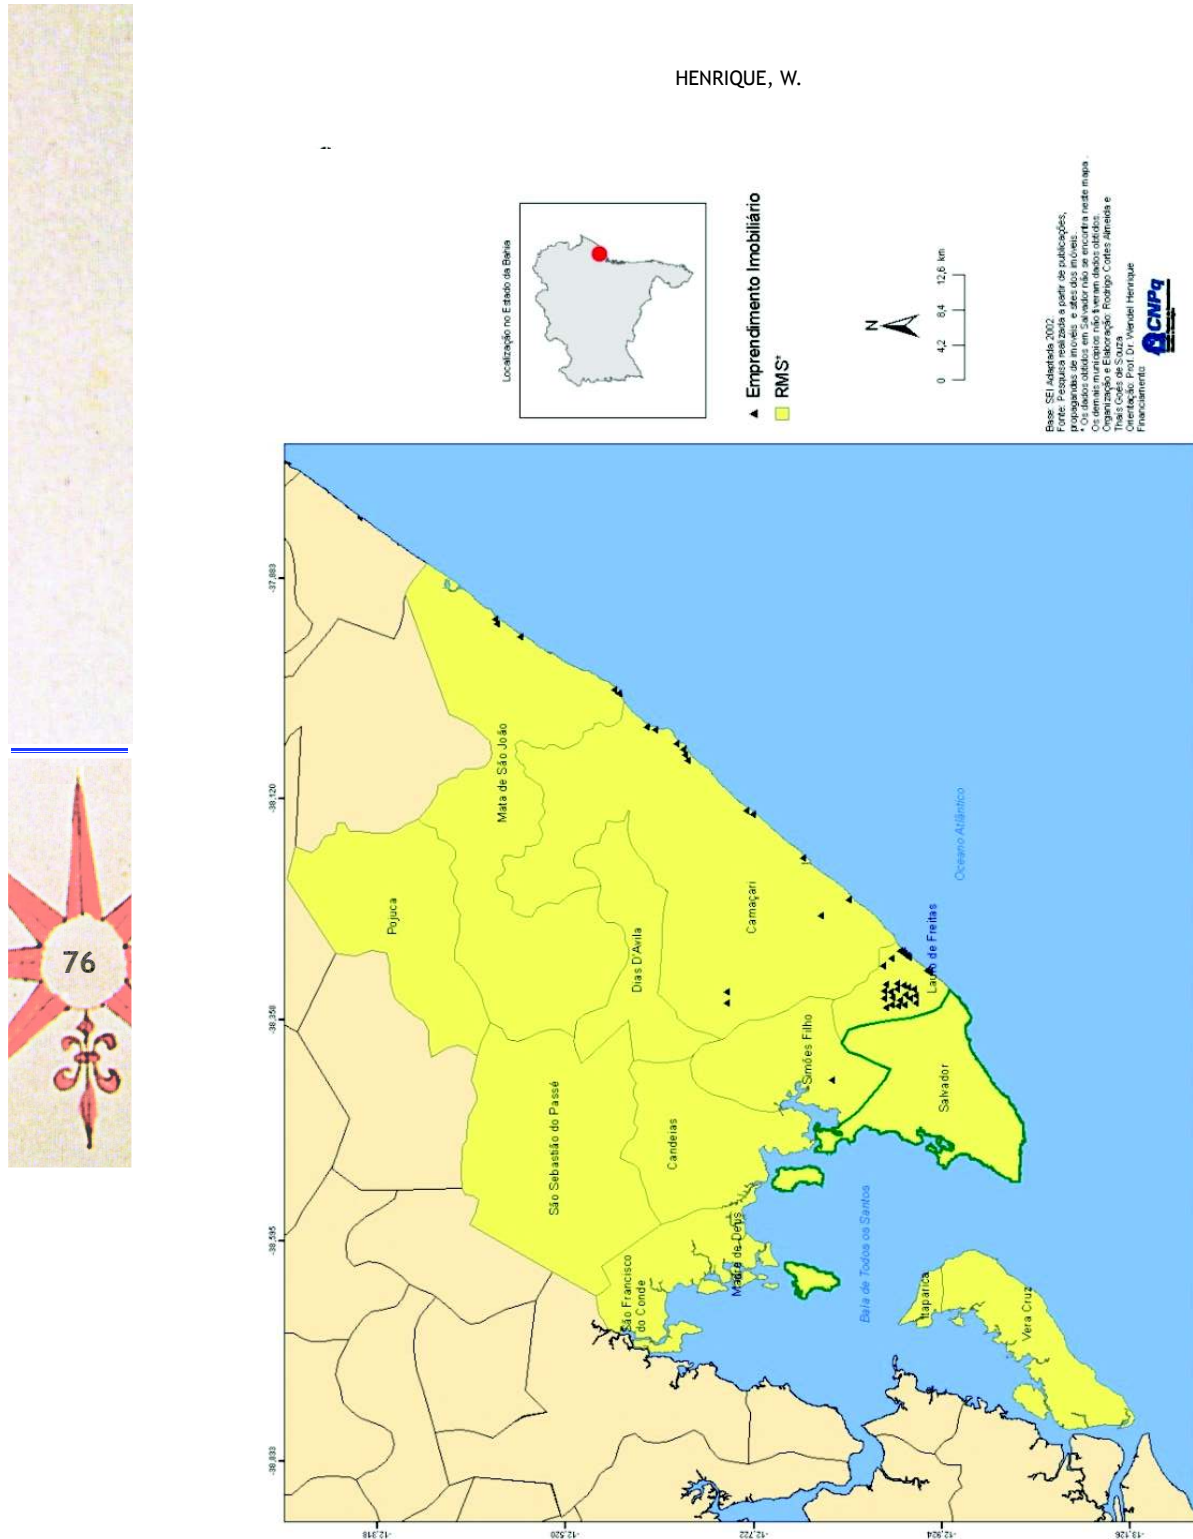 HENRIQUE, W.
76
Localização no Estado da Bahia
Emprendimento Imobiliário
RMS*
N
0 4,2 8,4 12,6 km
Base: SEI Adaptada 2002.
Fonte: Pesquisa realizada a partir de publicações,
propagandas de imovéis e sites dos imóveis.
* Os dados obtidos em Salvador não se encontra neste mapa.
Os demais municipios não tiveram dados obtidos.
Organização e Elaboração: Rodrigo Cortes Almeida e
Thais Goés de Souza
Orientação: Prof. Dr. Wendel Henrique
Financiamento:
CNPq
-37,883
-38,120
-38,358
-38,595
-38,833
-12,318
-12,520
-12,722
-12,924
-13,126
Mata de São João
Pojuca
Dias D'Avila
Camaçari
Oceano Atlântico
Lauro de Freitas
Simões Filho
Salvador
São Sebastião do Passé
Candeias
Madre de Deus
São Francisco
do Conde
Baía de Todos os Santos
Itaparica
Vera Cruz